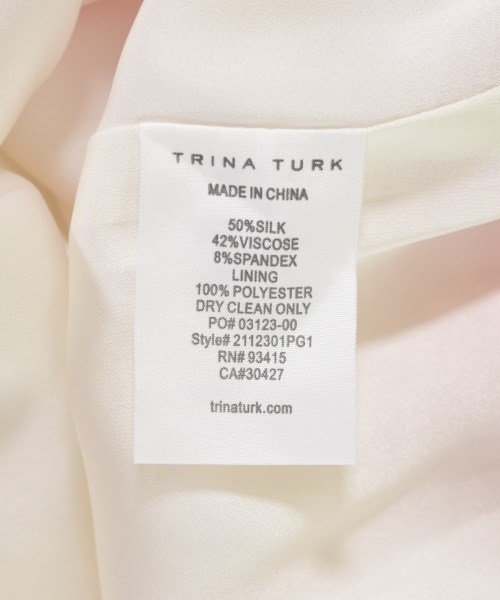 TRINA TURK
MADE IN CHINA
50%SILK
42%VISCOSE
8%SPANDEX
LINING
100% POLYESTER
DRY CLEAN ONLY
PO# 03123-00
Style# 2112301PG1
RN# 93415
CA#30427
trinaturk.com